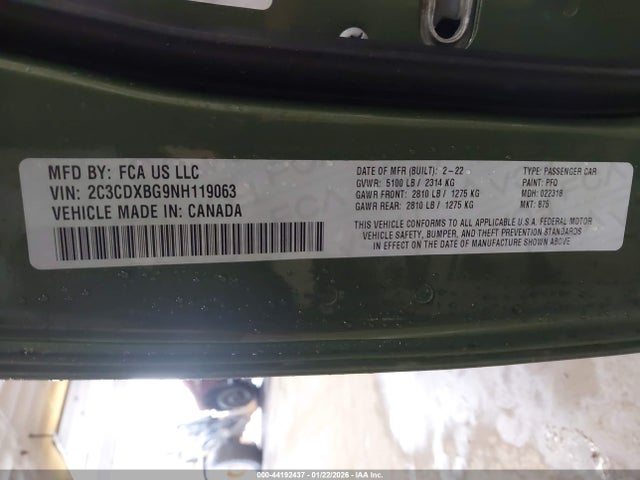 MFD BY: FCA US LLC
VIN: 2C3CDXBG9NH119063
VEHICLE MADE IN: CANADA
DATE OF MFR (BUILT): 2-22
GVWR: 5100 LB / 2314 KG
GAWR FRONT: 2810 LB / 1275 KG
GAWR REAR: 2810 LB / 1275 KG
TYPE: PASSENGER CAR
PAINT: PFQ
MDH: 022318
MKT: 875
THIS VEHICLE CONFORMS TO ALL APPLICABLE U.S.A. FEDERAL MOTOR
VEHICLE SAFETY, BUMPER, AND THEFT PREVENTION STANDARDS
IN EFFECT ON THE DATE OF MANUFACTURE SHOWN ABOVE
000-44192437 - 01/22/2026 - IAA Inc.